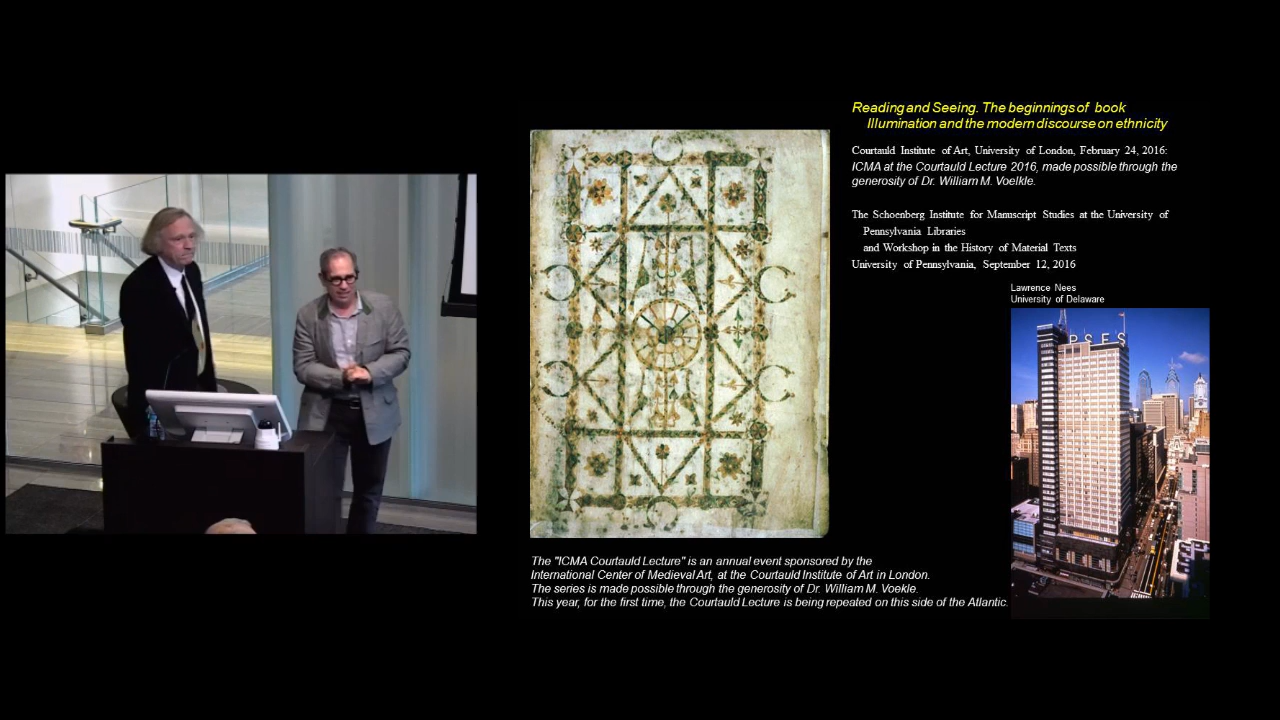 Reading and Seeing. The beginnings of book
Illumination and the modern discourse on ethnicity
Courtauld Institute of Art, University of London, February 24, 2016:
ICMA at the Courtauld Lecture 2016, made possible through the
generosity of Dr. William M. Voelkle.
The Schoenberg Institute for Manuscript Studies at the University of
Pennsylvania Libraries
and Workshop in the History of Material Texts
University of Pennsylvania, September 12, 2016
Lawrence Nees
University of Delaware
PSFS
The "ICMA Courtauld Lecture" is an annual event sponsored by the
International Center of Medieval Art, at the Courtauld Institute of Art in London.
The series is made possible through the generosity of Dr. William M. Voekle.
This year, for the first time, the Courtauld Lecture is being repeated on this side of the Atlantic.